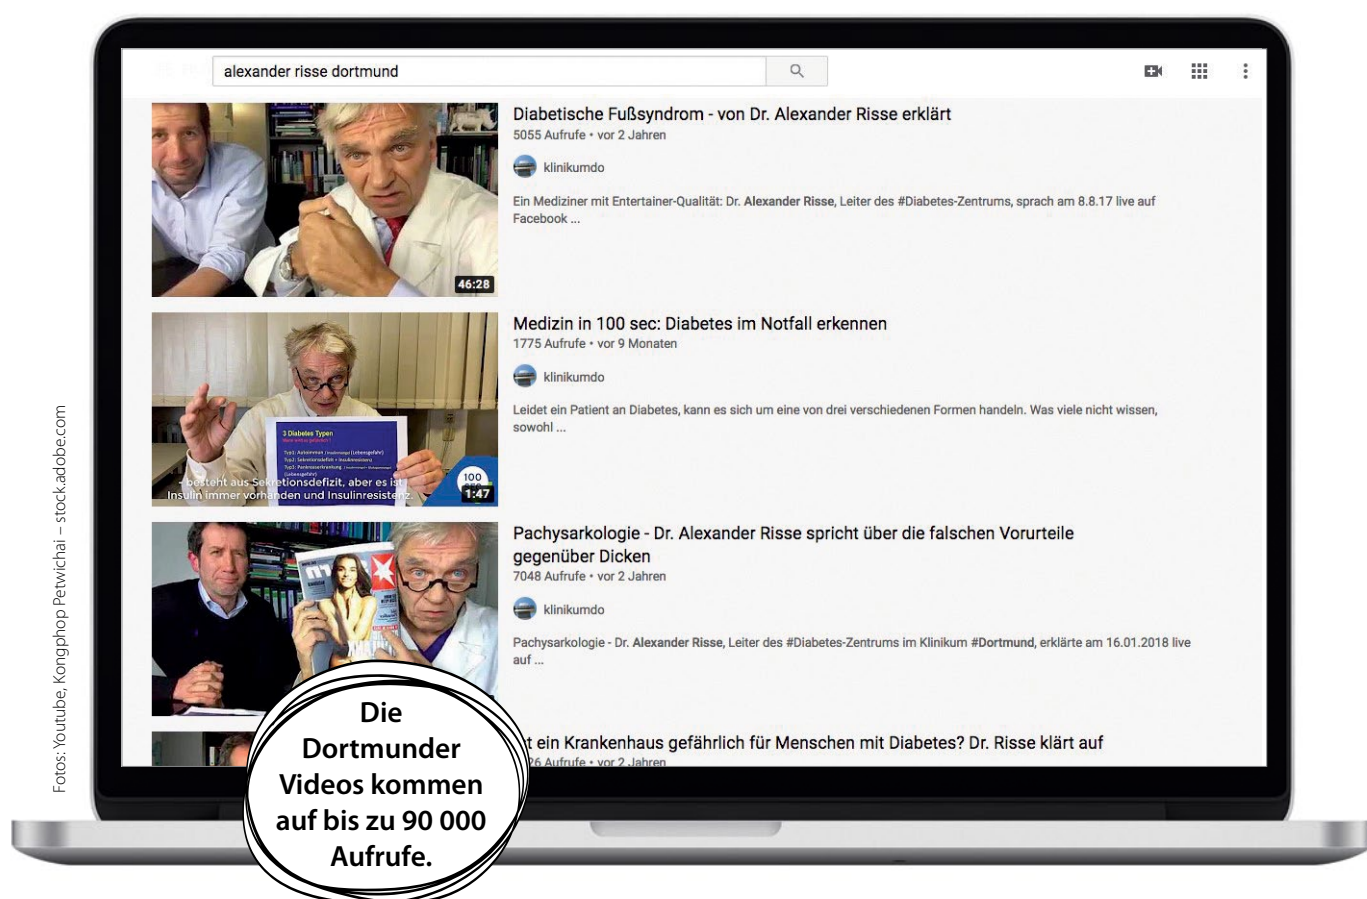 alexander risse dortmund
Diabetische Fußsyndrom - von Dr. Alexander Risse erklärt
5055 Aufrufe • vor 2 Jahren
klinikumdo
Ein Mediziner mit Entertainer-Qualität: Dr. Alexander Risse, Leiter des #Diabetes-Zentrums, sprach am 8.8.17 live auf
Facebook ...
46:28
Medizin in 100 sec: Diabetes im Notfall erkennen
1775 Aufrufe • vor 9 Monaten
klinikumdo
Leidet ein Patient an Diabetes, kann es sich um eine von drei verschiedenen Formen handeln. Was viele nicht wissen,
sowohl ...
3 Diabetes Typen
- besteht aus Sekretionsdefizit, aber es ist
Insulin immer vorhanden und Insulinresistenz.
100
1:47
Pachysarkologie - Dr. Alexander Risse spricht über die falschen Vorurteile
gegenüber Dicken
7048 Aufrufe • vor 2 Jahren
klinikumdo
Pachysarkologie - Dr. Alexander Risse, Leiter des #Diabetes-Zentrums im Klinikum #Dortmund, erklärte am 16.01.2018 live
auf ...
t ein Krankenhaus gefährlich für Menschen mit Diabetes? Dr. Risse klärt auf
26 Aufrufe • vor 2 Jahren
Die
Dortmunder
Videos kommen
auf bis zu 90 000
Aufrufe.
Fotos: Youtube, Kongphop Petwichai – stock.adobe.com